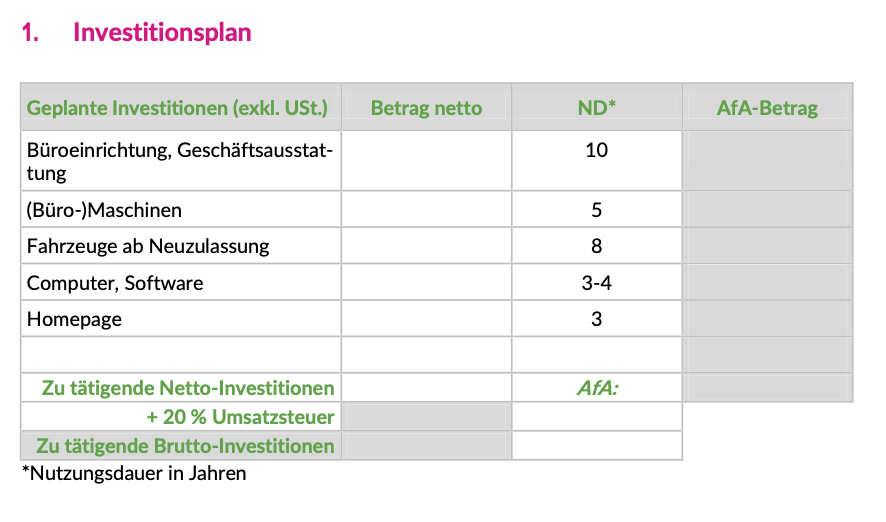 1. Investitionsplan
Geplante Investitionen (exkl. USt.) Betrag netto ND* AfA-Betrag
Büroeinrichtung, Geschäftsausstat- 10
tung
(Büro-)Maschinen 5
Fahrzeuge ab Neuzulassung 8
Computer, Software 3-4
Homepage 3
Zu tätigende Netto-Investitionen AfA:
+ 20 % Umsatzsteuer
Zu tätigende Brutto-Investitionen
*Nutzungsdauer in Jahren